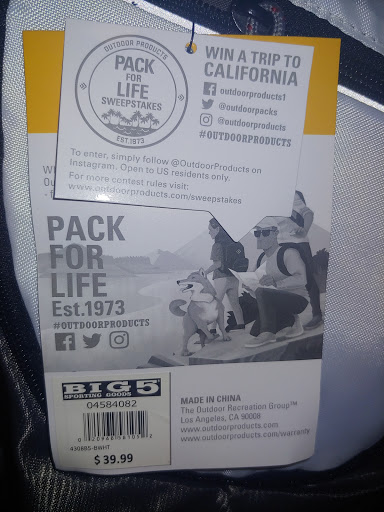 OUTDOOR PRODUCTS
PACK
FOR
LIFE
SWEEPSTAKES
EST.1973
WIN A TRIP TO
CALIFORNIA
outdoorproducts1
@outdoorpacks
@outdoorproducts
#OUTDOORPRODUCTS
To enter, simply follow @OutdoorProducts on
Instagram. Open to US residents only.
For more contest rules visit:
www.outdoorproducts.com/sweepstakes
PACK
FOR
LIFE
Est.1973
#OUTDOORPRODUCTS
BIG 5
SPORTING GOODS
04584082
4308BS-BWHT
$ 39.99
MADE IN CHINA
The Outdoor Recreation Group™
Los Angeles, CA 90008
www.outdoorproducts.com
www.outdoorproducts.com/warranty